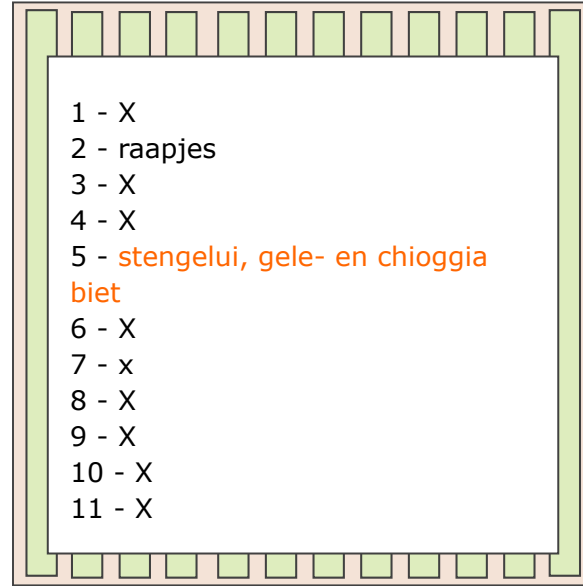 1 - X
2 - raapjes
3 - X
4 - X
5 - stengelui, gele- en chioggia
biet
6 - X
7 - x
8 - X
9 - X
10 - X
11 - X